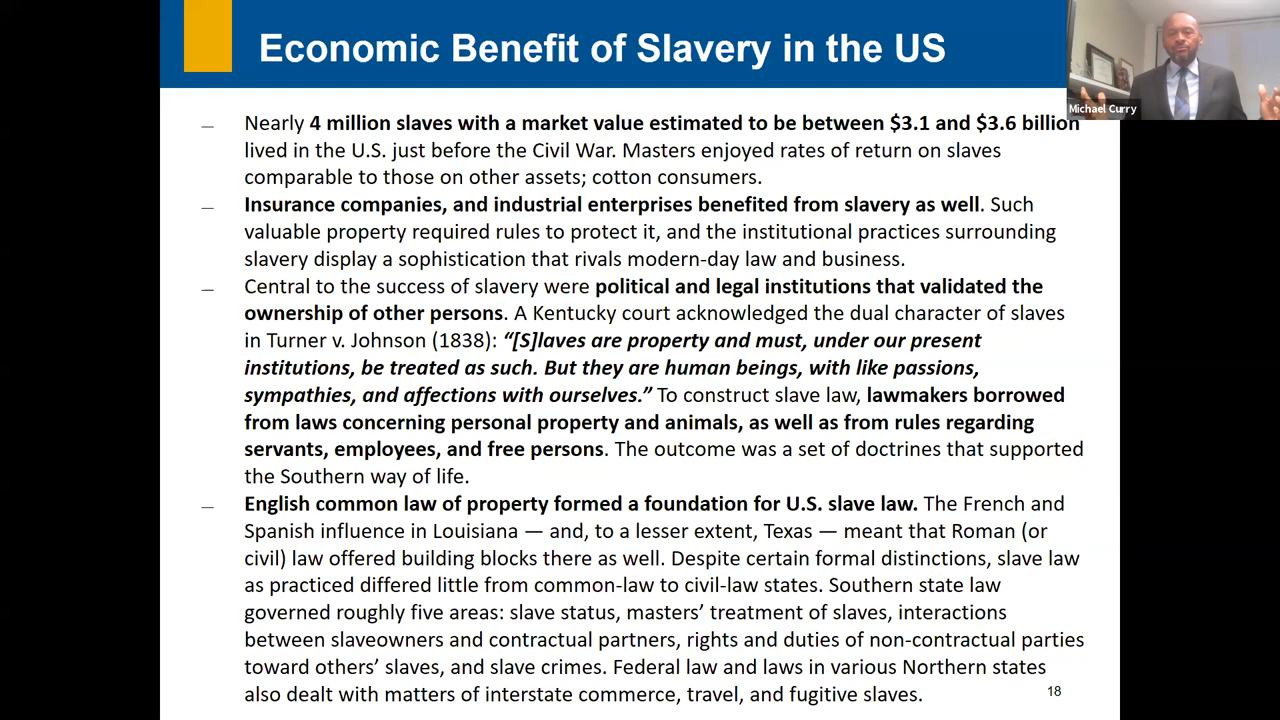 Economic Benefit of Slavery in the US
Michael Curry
– Nearly 4 million slaves with a market value estimated to be between $3.1 and $3.6 billion
lived in the U.S. just before the Civil War. Masters enjoyed rates of return on slaves
comparable to those on other assets; cotton consumers.
– Insurance companies, and industrial enterprises benefited from slavery as well. Such
valuable property required rules to protect it, and the institutional practices surrounding
slavery display a sophistication that rivals modern-day law and business.
– Central to the success of slavery were political and legal institutions that validated the
ownership of other persons. A Kentucky court acknowledged the dual character of slaves
in Turner v. Johnson (1838): “[S]laves are property and must, under our present
institutions, be treated as such. But they are human beings, with like passions,
sympathies, and affections with ourselves.” To construct slave law, lawmakers borrowed
from laws concerning personal property and animals, as well as from rules regarding
servants, employees, and free persons. The outcome was a set of doctrines that supported
the Southern way of life.
– English common law of property formed a foundation for U.S. slave law. The French and
Spanish influence in Louisiana — and, to a lesser extent, Texas — meant that Roman (or
civil) law offered building blocks there as well. Despite certain formal distinctions, slave law
as practiced differed little from common-law to civil-law states. Southern state law
governed roughly five areas: slave status, masters’ treatment of slaves, interactions
between slaveowners and contractual partners, rights and duties of non-contractual parties
toward others’ slaves, and slave crimes. Federal law and laws in various Northern states
also dealt with matters of interstate commerce, travel, and fugitive slaves.
18